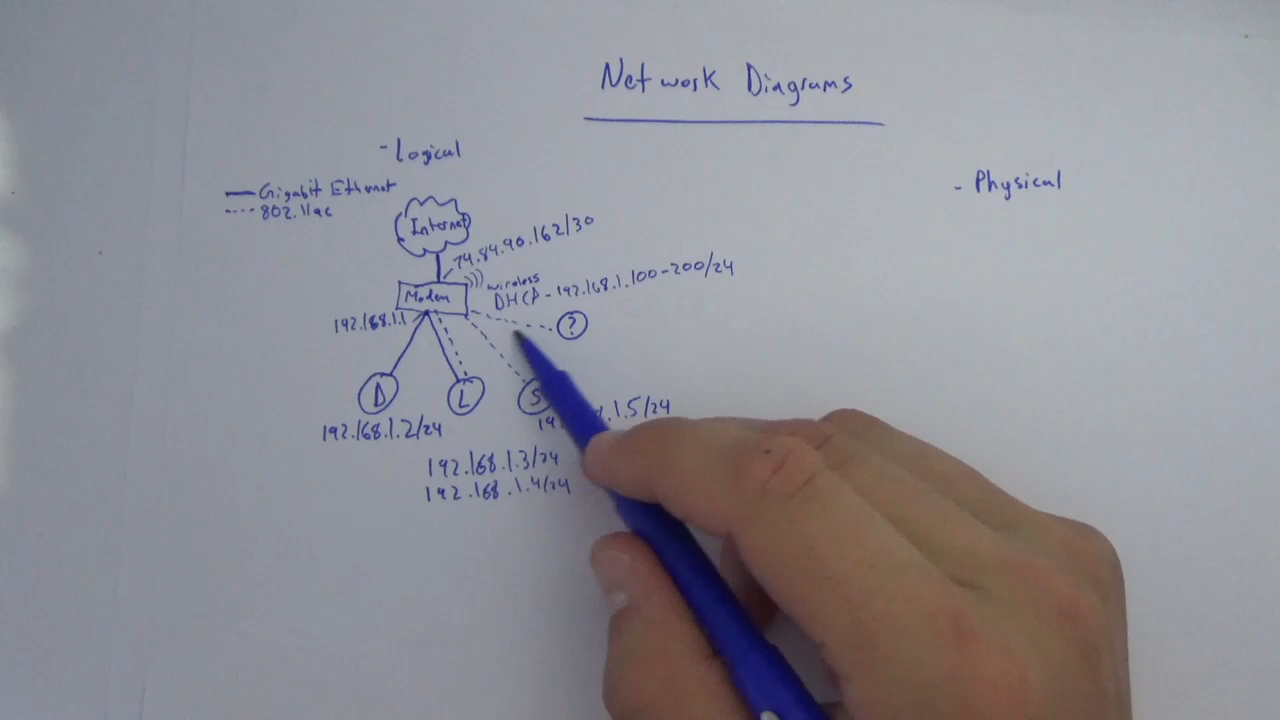 Network Diagrams
- Logical
Gigabit Ethernet
802.11ac
Internet
74.84.90.162/30
wireless
DHCP - 192.168.1.100-200/24
Modem
192.168.1.1
?
D
L
S
192.168.1.2/24
.1.5/24
192.168.1.3/24
192.168.1.4/24
- Physical